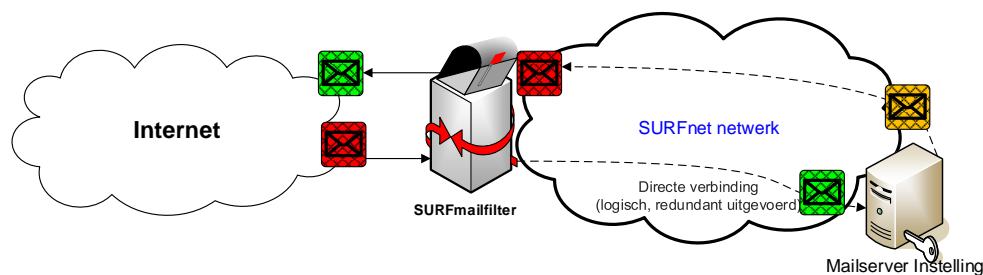 Internet
SURFmailfilter
SURFnet netwerk
Directe verbinding
(logisch, redundant uitgevoerd)
Mailserver Instelling